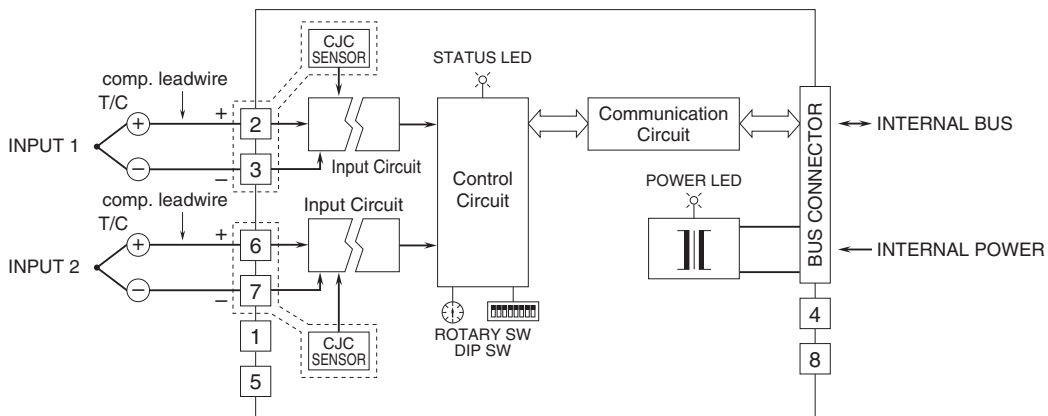 CJC
SENSOR
STATUS LED
comp. leadwire
T/C
+
+
2
INPUT 1
−
−
3
Input Circuit
Control
Circuit
Communication
Circuit
BUS CONNECTOR
INTERNAL BUS
POWER LED
INTERNAL POWER
comp. leadwire
T/C
Input Circuit
+
+
6
INPUT 2
−
−
7
1
5
CJC
SENSOR
ROTARY SW
DIP SW
4
8